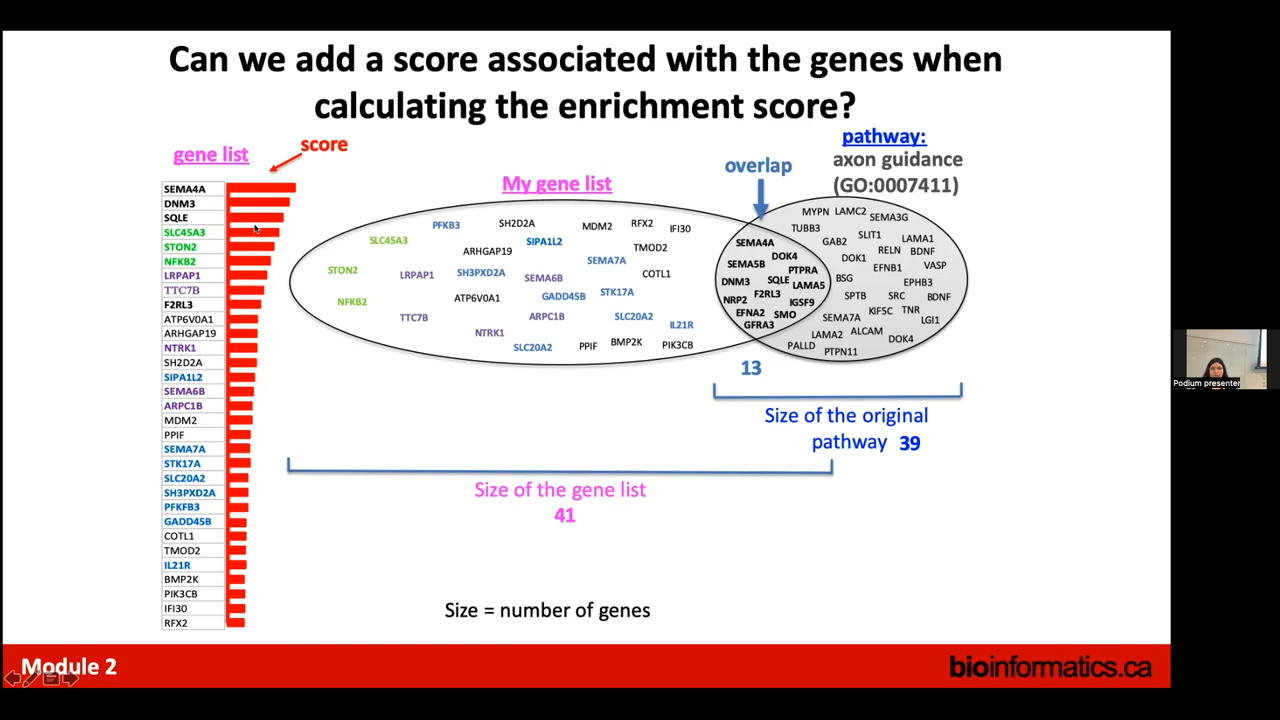 Can we add a score associated with the genes when
calculating the enrichment score?
gene list
score
SEMA4A
DNM3
SQLE
SLC45A3
STON2
NFKB2
LRPAP1
TTC7B
F2RL3
ATP6V0A1
ARHGAP19
NTRK1
SH2D2A
SIPA1L2
SEMA6B
ARPC1B
MDM2
PPIF
SEMA7A
STK17A
SLC20A2
SH3PXD2A
PFKFB3
GADD45B
COTL1
TMOD2
IL21R
BMP2K
PIK3CB
IFI30
RFX2
My gene list
PFKB3 SH2D2A MDM2 RFX2 IFI30
SLC45A3 ARHGAP19 SIPA1L2 TMOD2
STON2 LRPAP1 SH3PXD2A SEMA6B SEMA7A COTL1
NFKB2 ATP6V0A1 GADD45B STK17A
TTC7B ARPC1B SLC20A2 IL21R
NTRK1 SLC20A2 PPIF BMP2K PIK3CB
overlap
SEMA4A
SEMA5B DOK4
PTPRA
DNM3 SQLE LAMA5
NRP2 F2RL3 IGSF9
EFNA2 SMO
GFRA3
pathway:
axon guidance
(GO:0007411)
MYPN LAMC2 SEMA3G
TUBB3 GAB2 SLIT1 LAMA1
DOK1 RELN BDNF
BSG EFNB1 VASP
EPHB3
SPTB SRC BDNF
SEMA7A KIF5C TNR LGI1
LAMA2 ALCAM DOK4
PALLD PTPN11
13
Size of the original
pathway 39
Size of the gene list
41
Size = number of genes
Module 2
bioinformatics.ca
Podium presenter